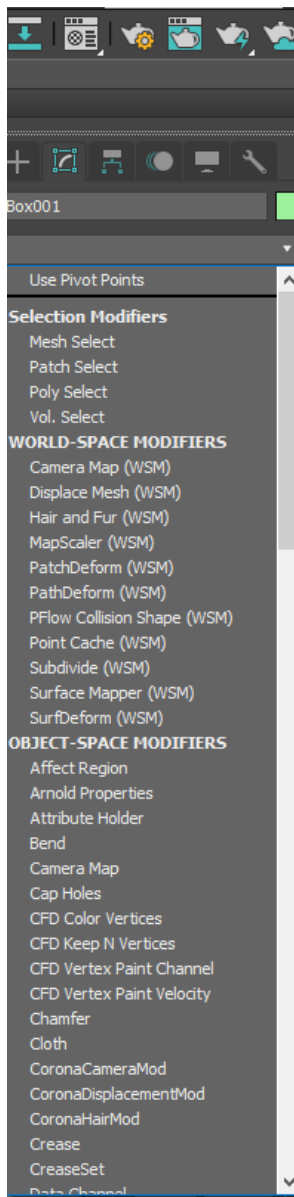 Box001
Use Pivot Points
Selection Modifiers
Mesh Select
Patch Select
Poly Select
Vol. Select
WORLD-SPACE MODIFIERS
Camera Map (WSM)
Displace Mesh (WSM)
Hair and Fur (WSM)
MapScaler (WSM)
PatchDeform (WSM)
PathDeform (WSM)
PFlow Collision Shape (WSM)
Point Cache (WSM)
Subdivide (WSM)
Surface Mapper (WSM)
SurfDeform (WSM)
OBJECT-SPACE MODIFIERS
Affect Region
Arnold Properties
Attribute Holder
Bend
Camera Map
Cap Holes
CFD Color Vertices
CFD Keep N Vertices
CFD Vertex Paint Channel
CFD Vertex Paint Velocity
Chamfer
Cloth
CoronaCameraMod
CoronaDisplacementMod
CoronaHairMod
Crease
CreaseSet
Data Channel